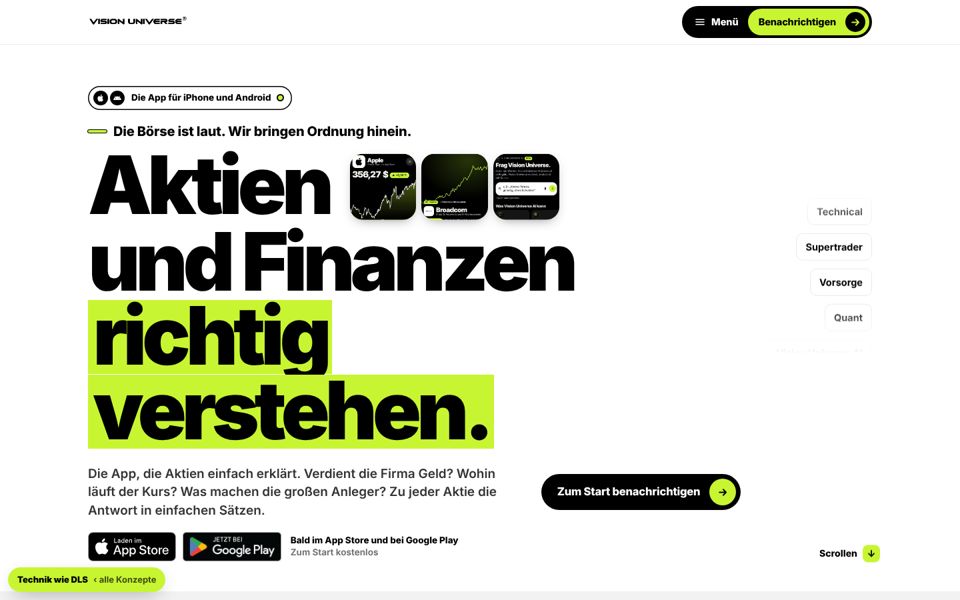 VISION UNIVERSE®
Menü
Benachrichtigen
Die App für iPhone und Android
Die Börse ist laut. Wir bringen Ordnung hinein.
Aktien
Apple
356,27 $
Broadcom
Frag Vision Universe.
Was Vision Universe
und Finanzen
richtig
verstehen.
Technical
Supertrader
Vorsorge
Quant
Die App, die Aktien einfach erklärt. Verdient die Firma Geld? Wohin
läuft der Kurs? Was machen die großen Anleger? Zu jeder Aktie die
Antwort in einfachen Sätzen.
Zum Start benachrichtigen
Laden im
App Store
JETZT BEI
Google Play
Bald im App Store und bei Google Play
Zum Start kostenlos
Scrollen
Technik wie DLS ‹ alle Konzepte